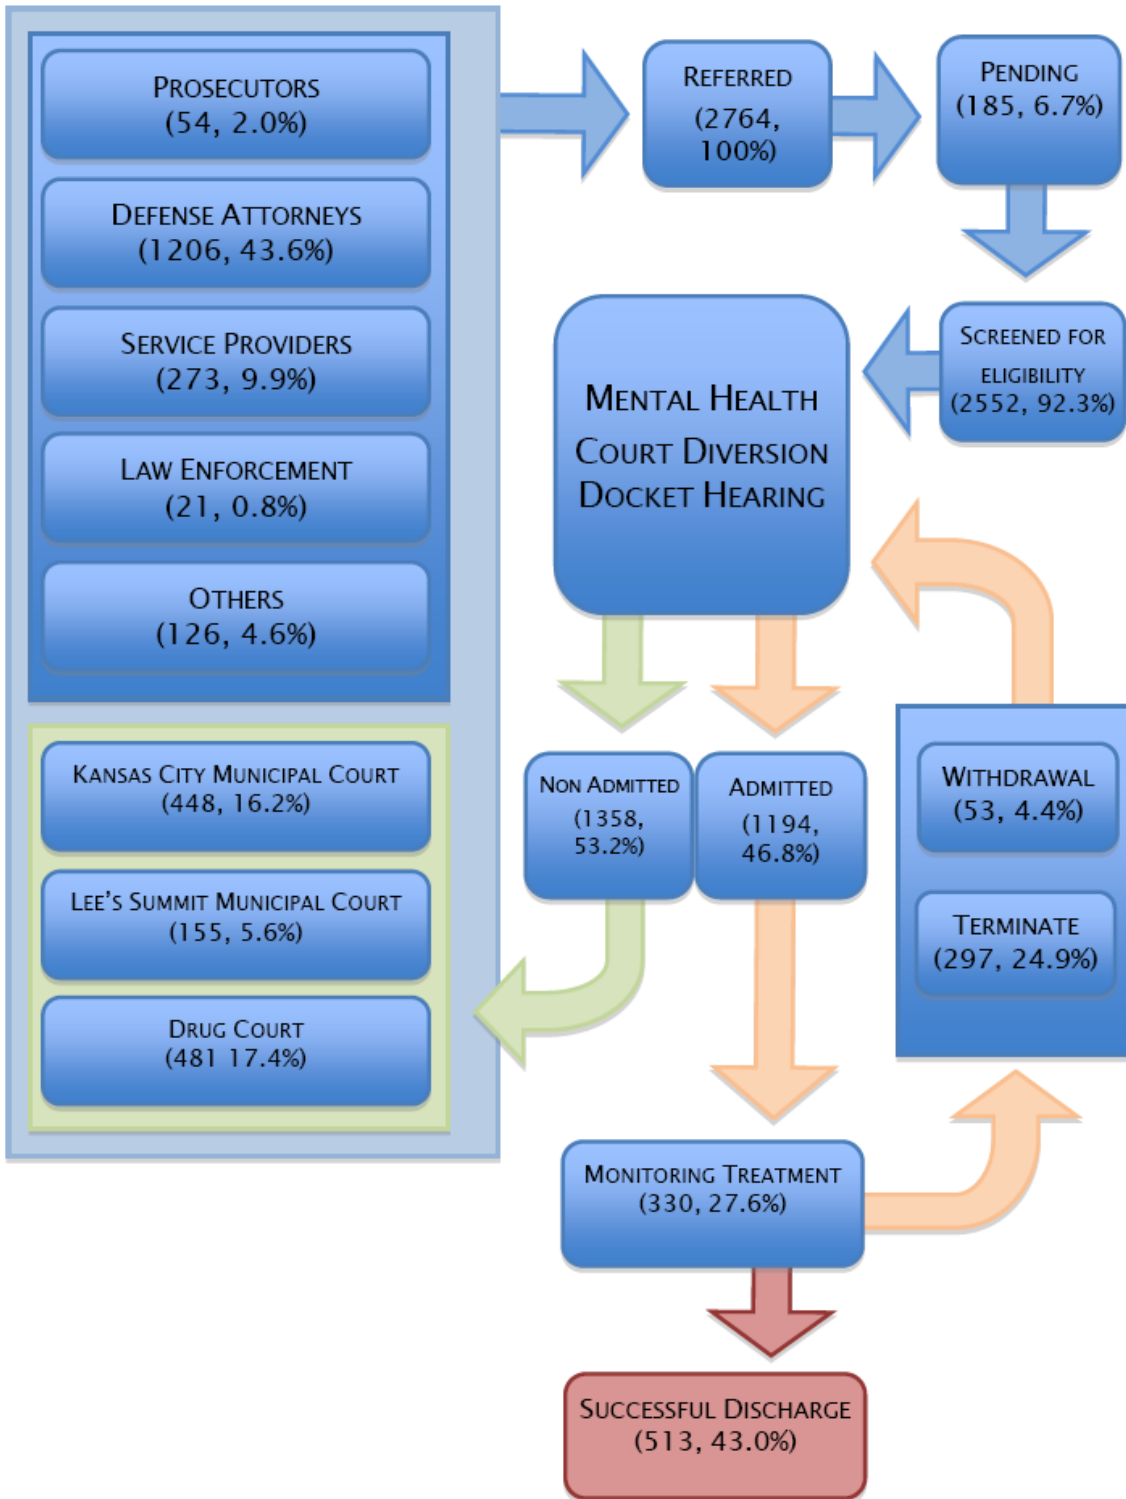 PROSECUTORS
(54, 2.0%)
DEFENSE ATTORNEYS
(1206, 43.6%)
SERVICE PROVIDERS
(273, 9.9%)
LAW ENFORCEMENT
(21, 0.8%)
OTHERS
(126, 4.6%)
KANSAS CITY MUNICIPAL COURT
(448, 16.2%)
LEE'S SUMMIT MUNICIPAL COURT
(155, 5.6%)
DRUG COURT
(481 17.4%)
REFERRED
(2764,
100%)
PENDING
(185, 6.7%)
SCREENED FOR
ELIGIBILITY
(2552, 92.3%)
MENTAL HEALTH
COURT DIVERSION
DOCKET HEARING
NON ADMITTED
(1358,
53.2%)
ADMITTED
(1194,
46.8%)
WITHDRAWAL
(53, 4.4%)
TERMINATE
(297, 24.9%)
MONITORING TREATMENT
(330, 27.6%)
SUCCESSFUL DISCHARGE
(513, 43.0%)